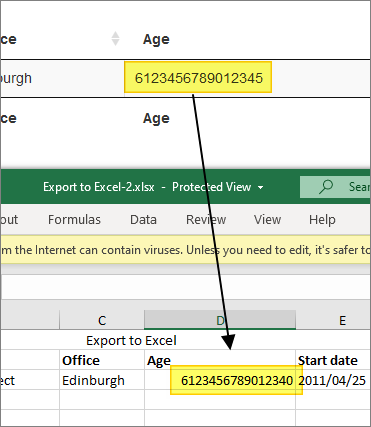 ce Age
urgh 6123456789012345
ce Age
Export to Excel-2.xlsx - Protected View Search
out Formulas Data Review View Help
m the Internet can contain viruses. Unless you need to edit, it's safer to
C D E
Export to Excel
Office Age Start date
ect Edinburgh 6123456789012340 2011/04/25